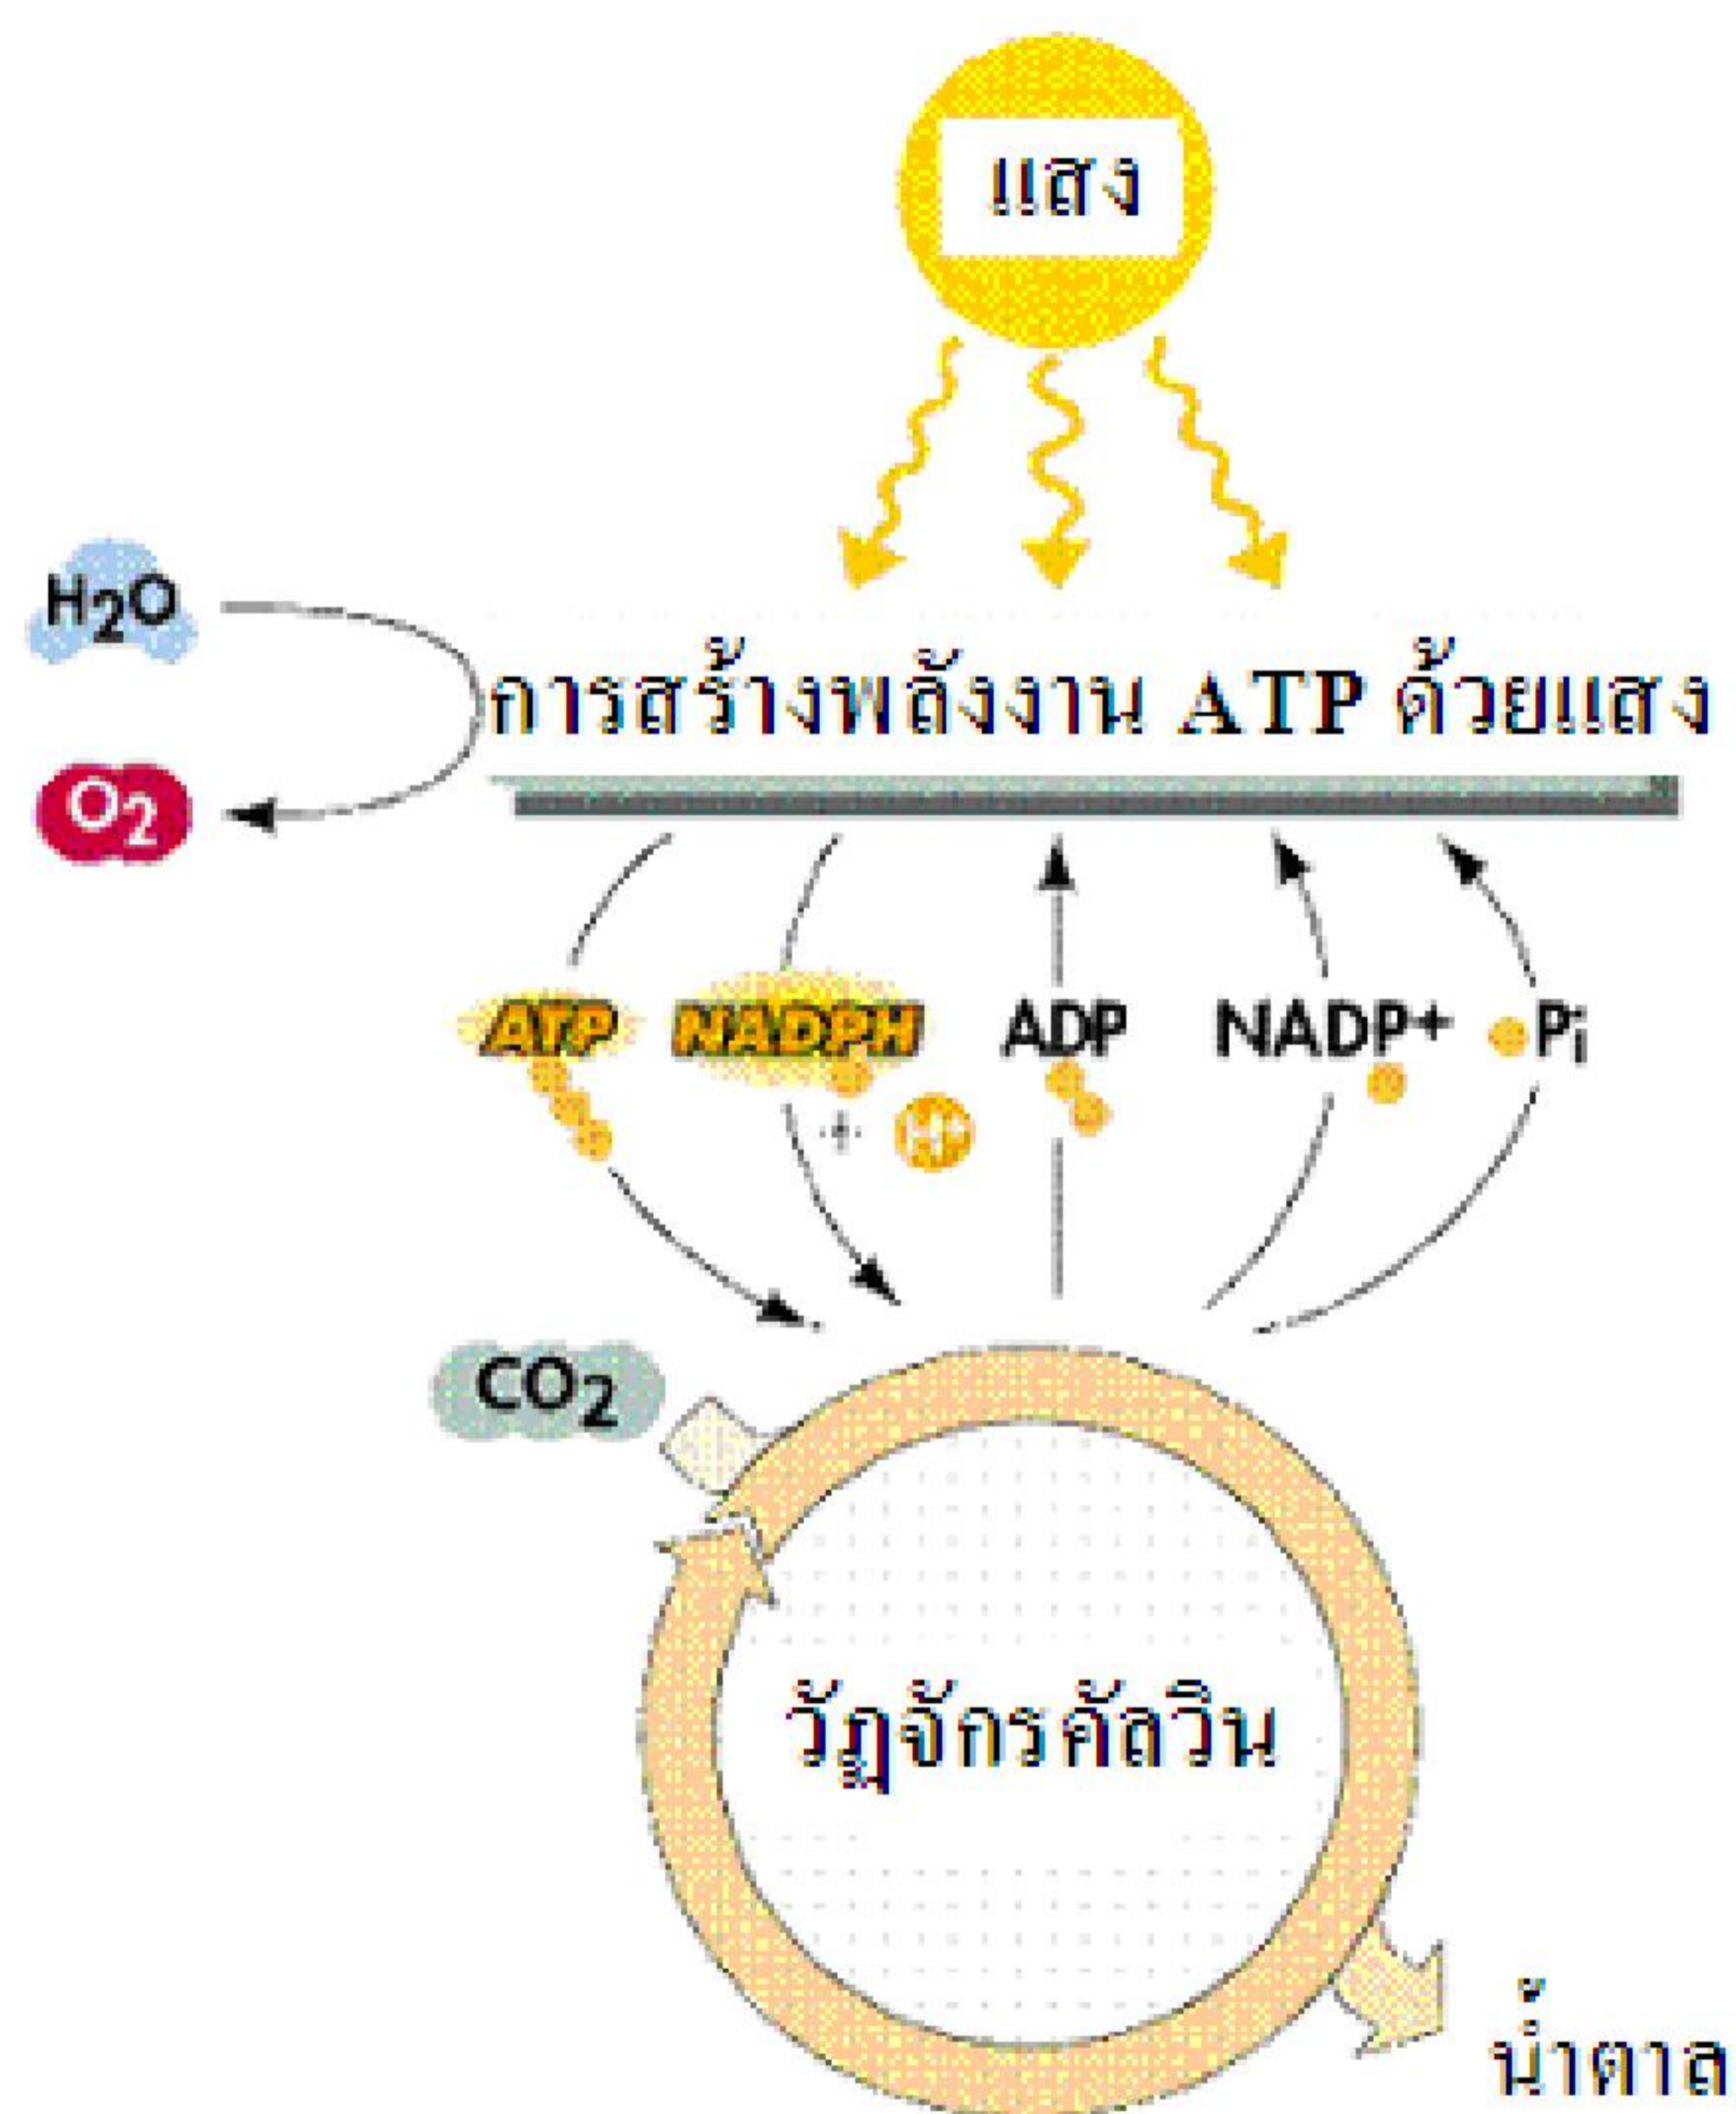 แสง
H2O
การสร้างพลังงาน ATP ด้วยแสง
O2
ATP NADPH ADP NADP+ Pi
+ H+
CO2
วัฏจักรคัลวิน
น้ำตาล